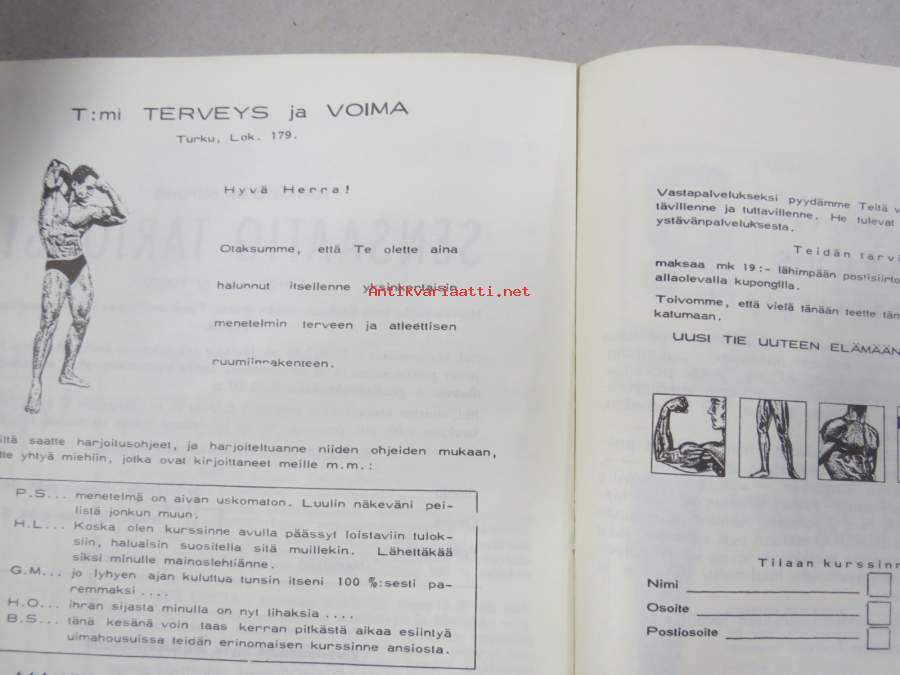 T:mi TERVEYS ja VOIMA
Turku, Lok. 179.
Hyvä Herra!
Otaksumme, että Te olette aina
halunnut itsellenne yksinkertaisin
menetelmin terveen ja atleettisen
ruumiinrakenteen.
Antikvariaatti.net
saatte harjoitusohjeet, ja harjoiteltuanne niiden ohjeiden mukaan,
yhtyä miehiin, jotka ovat kirjoittaneet meille m.m.:
P.S... menetelmä on aivan uskomaton. Luulin näkeväni pei-
listä jonkun muun.
H.L... Koska olen kurssinne avulla päässyt loistaviin tulok-
siin, haluaisin suositella sitä muillekin. Lähettäkää
siksi minulle mainoslehtiänne.
G.M... jo lyhyen ajan kuluttua tunsin itseni 100 %:sesti pa-
remmaksi ....
H.O... ihran sijasta minulla on nyt lihaksia ....
B.S... tänä kesänä voin taas kerran pitkästä aikaa esiintyä
uimahousuissa teidän erinomaisen kurssinne ansiosta.
Vastapalvelukseksi pyydämme Teitä v
tävillenne ja tuttavillenne. He tulevat
ystävänpalveluksesta.
Teidän tarvi
maksaa mk 19:- lähimpään postisiirto
allaolevalla kupongilla.
Toivomme, että vielä tänään teette täm
katumaan.
UUSI TIE UUTEEN ELÄMÄÄN
Tilaan kurssinn
Nimi
Osoite
Postiosoite